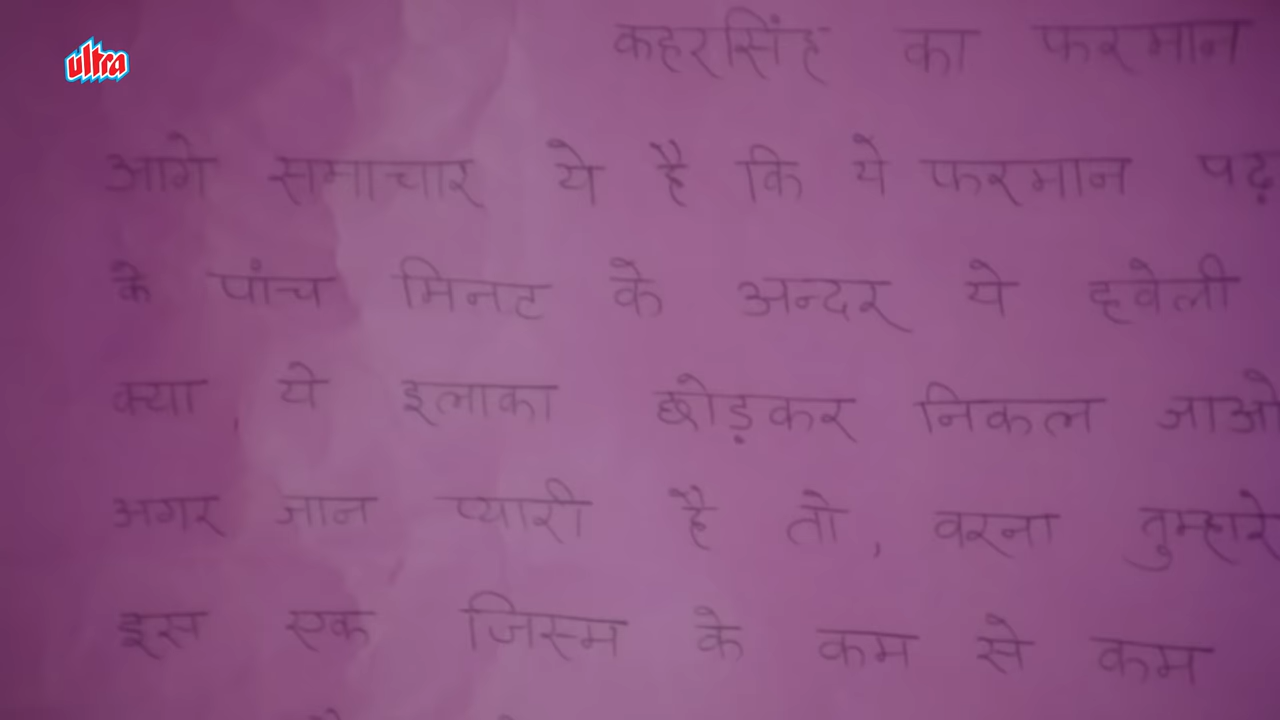 ultra
कहरसिंह का फरमान
आगे समाचार ये है कि ये फरमान पढ़
के पांच मिनट के अन्दर ये हवेली
क्या, ये इलाका छोड़कर निकल जाओ
अगर जान प्यारी है तो, वरना तुम्हारे
इस एक जिस्म के कम से कम